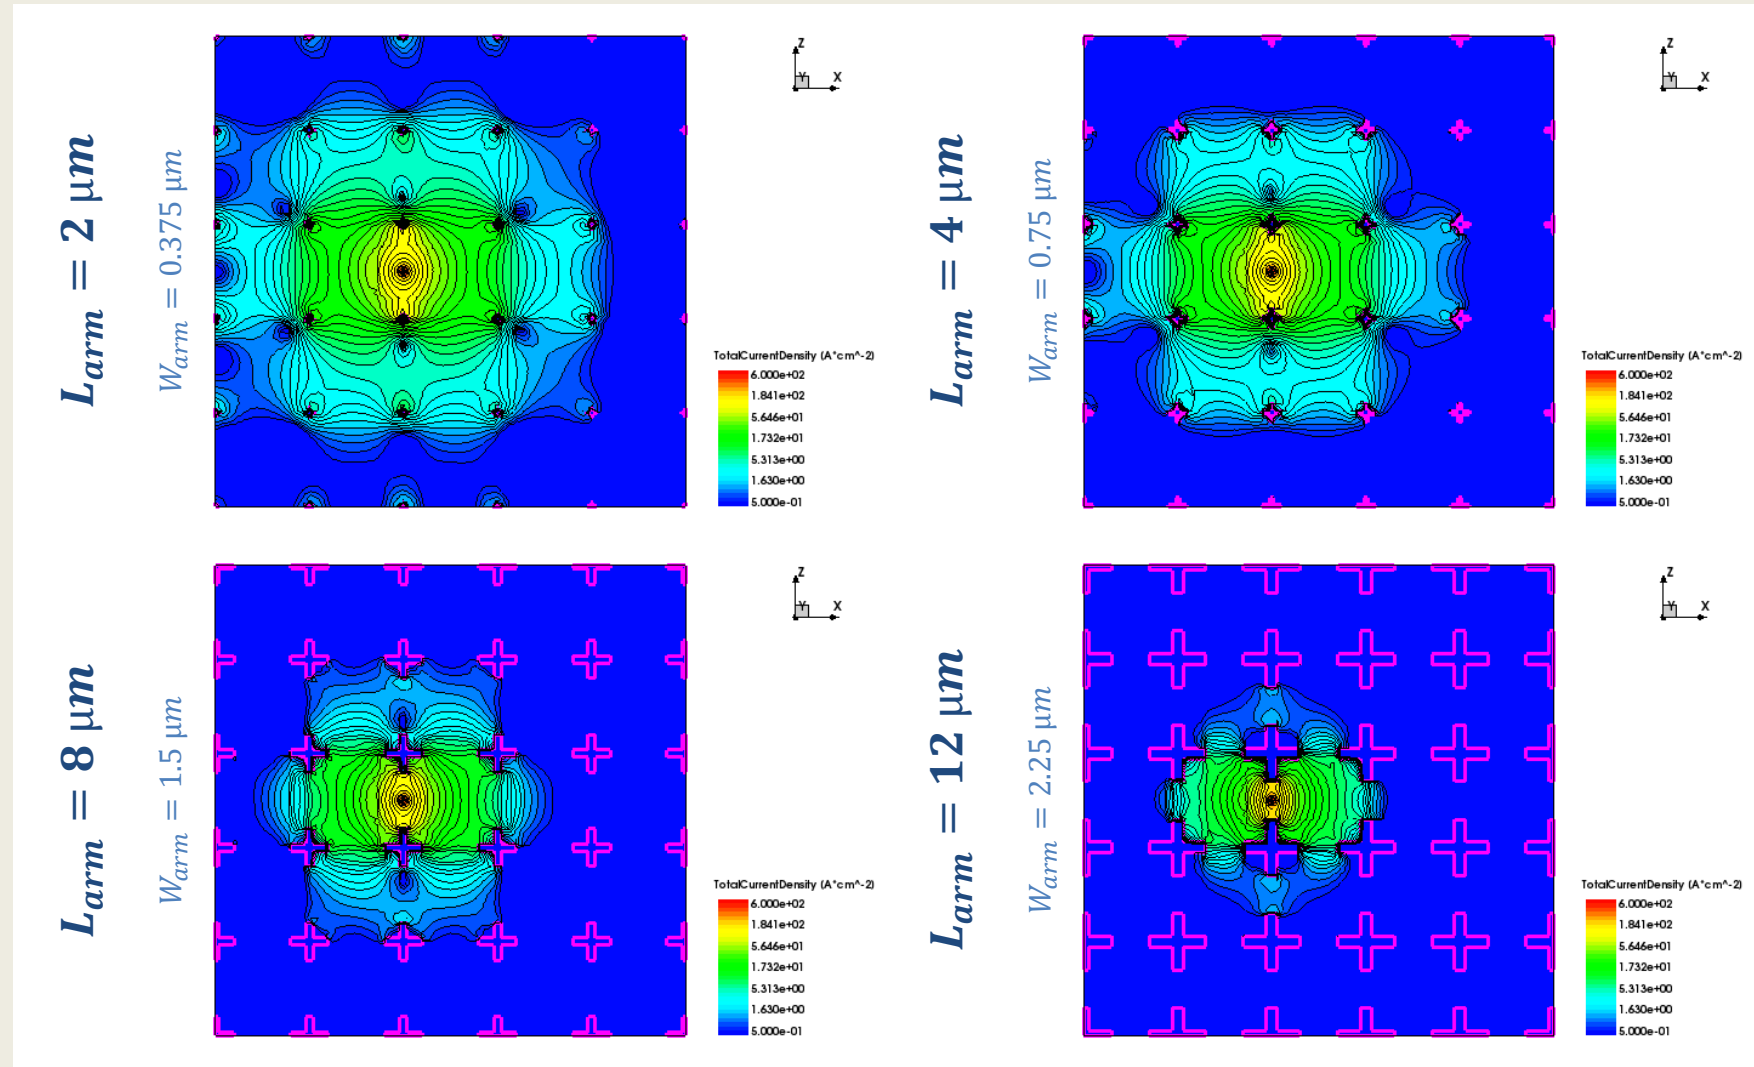 L_arm = 2 μm
W_arm = 0.375 μm
Z
Y X
TotalCurrentDensity (A*cm^-2)
6.000e+02
1.841e+02
5.646e+01
1.732e+01
5.313e+00
1.630e+00
5.000e-01
L_arm = 4 μm
W_arm = 0.75 μm
Z
Y X
TotalCurrentDensity (A*cm^-2)
6.000e+02
1.841e+02
5.646e+01
1.732e+01
5.313e+00
1.630e+00
5.000e-01
L_arm = 8 μm
W_arm = 1.5 μm
Z
Y X
TotalCurrentDensity (A*cm^-2)
6.000e+02
1.841e+02
5.646e+01
1.732e+01
5.313e+00
1.630e+00
5.000e-01
L_arm = 12 μm
W_arm = 2.25 μm
Z
Y X
TotalCurrentDensity (A*cm^-2)
6.000e+02
1.841e+02
5.646e+01
1.732e+01
5.313e+00
1.630e+00
5.000e-01